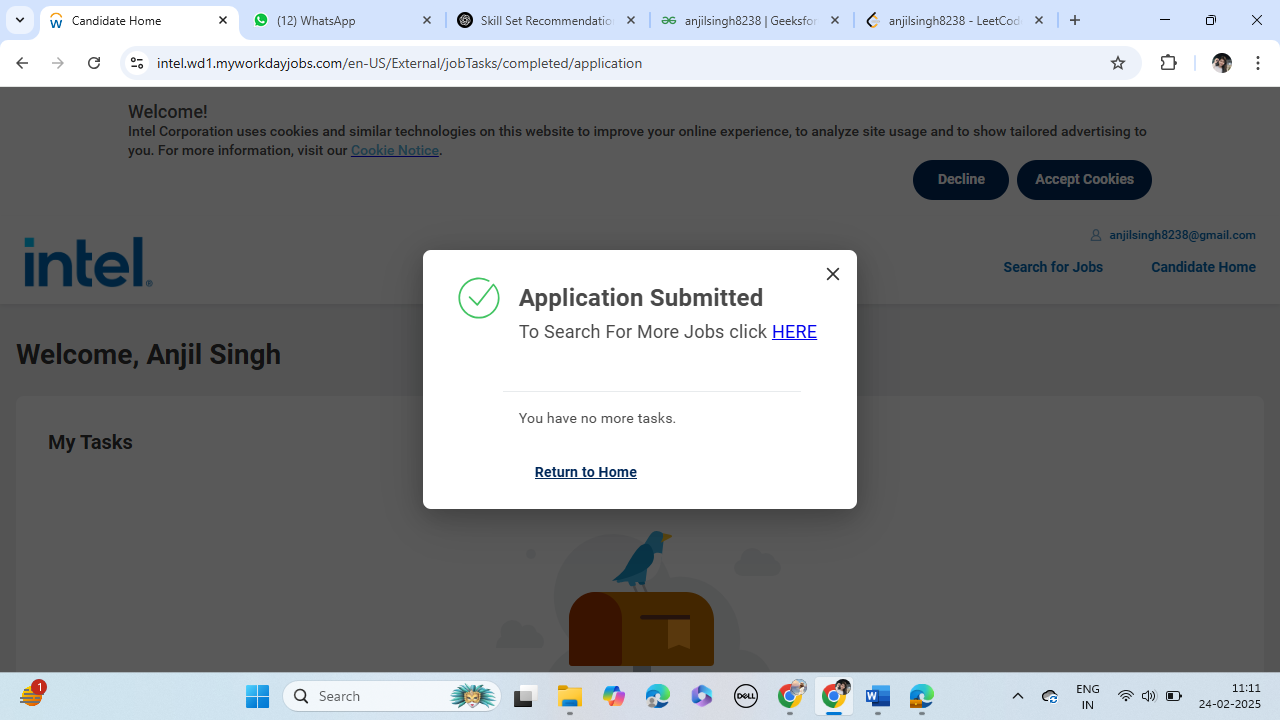 Candidate Home
(12) WhatsApp
Skill Set Recommendation
anjilsingh8238 | Geeksfor
anjilsingh8238 - LeetCode
intel.wd1.myworkdayjobs.com/en-US/External/jobTasks/completed/application
Welcome!
Intel Corporation uses cookies and similar technologies on this website to improve your online experience, to analyze site usage and to show tailored advertising to
you. For more information, visit our Cookie Notice.
Decline
Accept Cookies
intel.
anjilsingh8238@gmail.com
Search for Jobs
Candidate Home
Application Submitted
To Search For More Jobs click HERE
Welcome, Anjil Singh
You have no more tasks.
My Tasks
Return to Home
1
Search
DELL
ENG
IN
11:11
24-02-2025